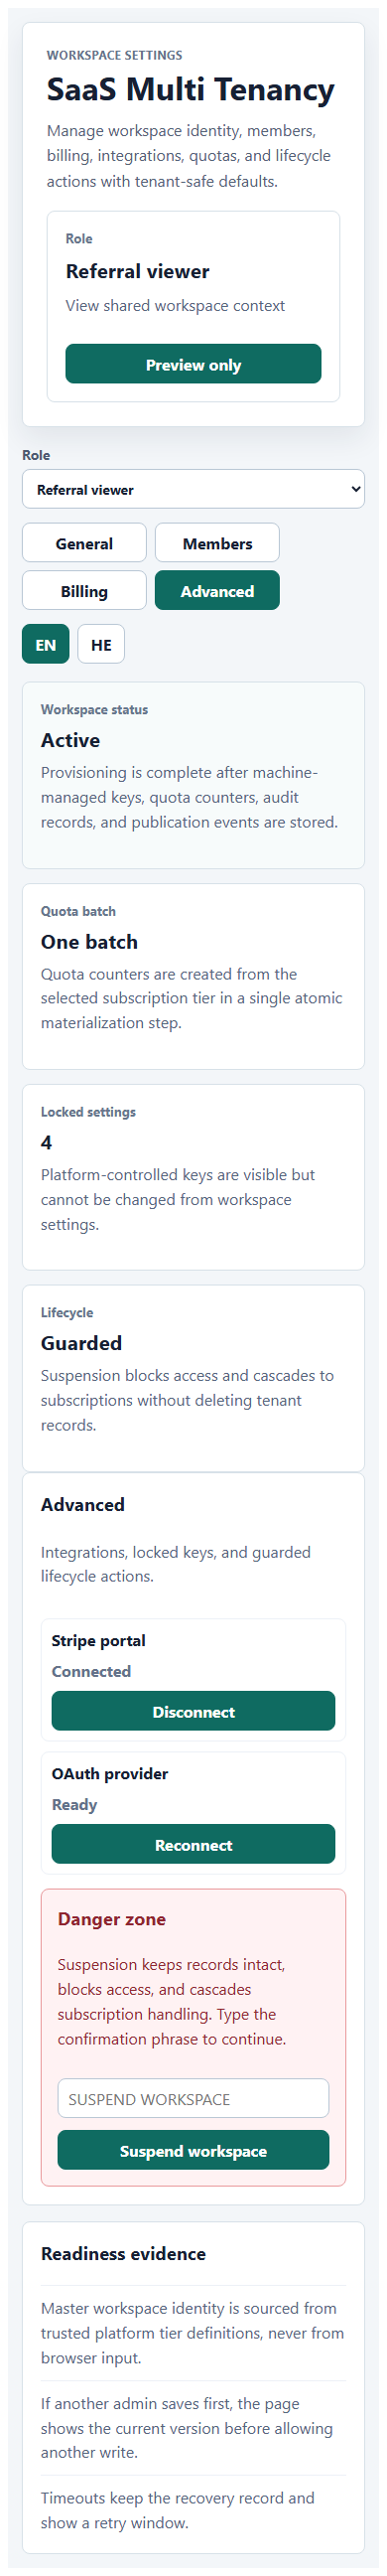 WORKSPACE SETTINGS
SaaS Multi Tenancy
Manage workspace identity, members,
billing, integrations, quotas, and lifecycle
actions with tenant-safe defaults.
Role
Referral viewer
View shared workspace context
Preview only
Role
Referral viewer
General
Members
Billing
Advanced
EN
HE
Workspace status
Active
Provisioning is complete after machine-
managed keys, quota counters, audit
records, and publication events are stored.
Quota batch
One batch
Quota counters are created from the
selected subscription tier in a single atomic
materialization step.
Locked settings
4
Platform-controlled keys are visible but
cannot be changed from workspace
settings.
Lifecycle
Guarded
Suspension blocks access and cascades to
subscriptions without deleting tenant
records.
Advanced
Integrations, locked keys, and guarded
lifecycle actions.
Stripe portal
Connected
Disconnect
OAuth provider
Ready
Reconnect
Danger zone
Suspension keeps records intact,
blocks access, and cascades
subscription handling. Type the
confirmation phrase to continue.
SUSPEND WORKSPACE
Suspend workspace
Readiness evidence
Master workspace identity is sourced from
trusted platform tier definitions, never from
browser input.
If another admin saves first, the page
shows the current version before allowing
another write.
Timeouts keep the recovery record and
show a retry window.